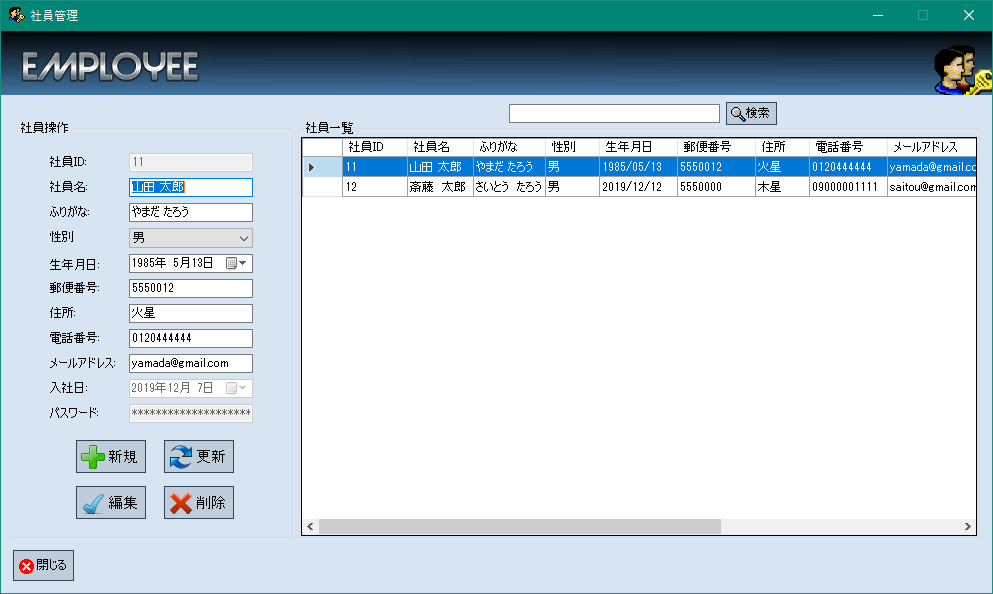 社員管理
EMPLOYEE
検索
社員操作
社員ID: 11
社員名: 山田 太郎
ふりがな: やまだ たろう
性別 男
生年月日: 1985年 5月13日
郵便番号: 5550012
住所: 火星
電話番号: 0120444444
メールアドレス: yamada@gmail.com
入社日: 2019年12月 7日
パスワード: ********************
新規 更新
編集 削除
閉じる
社員一覧
社員ID 社員名 ふりがな 性別 生年月日 郵便番号 住所 電話番号 メールアドレス
11 山田 太郎 やまだ たろう 男 1985/05/13 5550012 火星 0120444444 yamada@gmail.cc
12 斎藤 太郎 さいとう たろう 男 2019/12/12 5550000 木星 09000001111 saitou@gmail.com